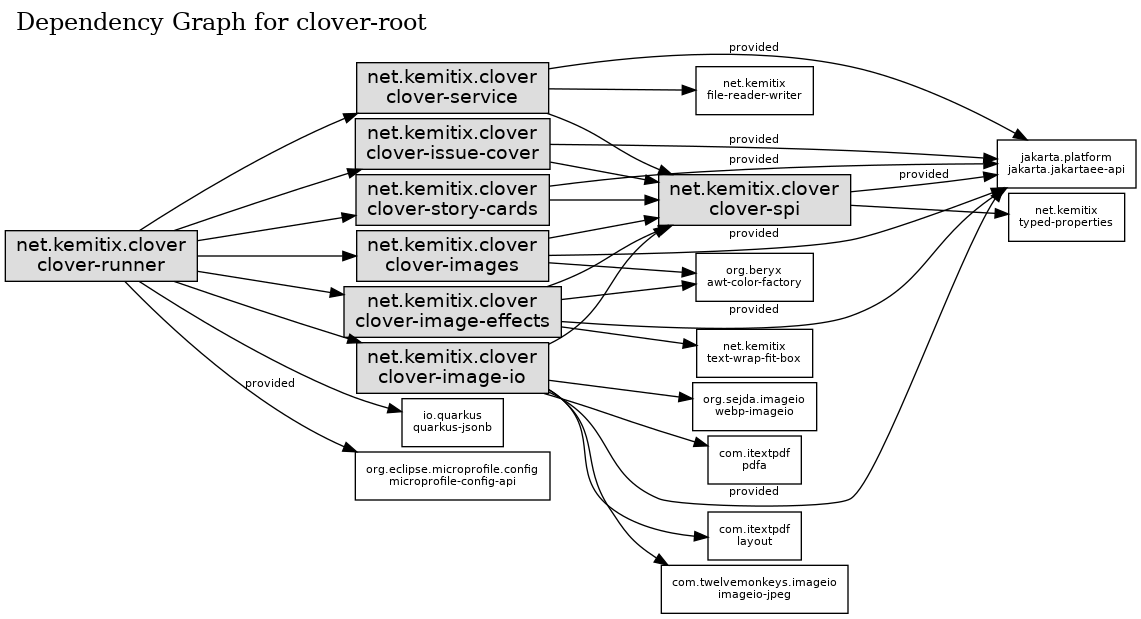 Dependency Graph for clover-root
net.kemitix.clover
clover-runner
net.kemitix.clover
clover-service
net.kemitix.clover
clover-issue-cover
net.kemitix.clover
clover-story-cards
net.kemitix.clover
clover-images
net.kemitix.clover
clover-image-effects
net.kemitix.clover
clover-image-io
provided
io.quarkus
quarkus-jsonb
org.eclipse.microprofile.config
microprofile-config-api
provided
net.kemitix
file-reader-writer
provided
provided
net.kemitix.clover
clover-spi
provided
provided
org.beryx
awt-color-factory
provided
net.kemitix
text-wrap-fit-box
org.sejda.imageio
webp-imageio
com.itextpdf
pdfa
provided
com.itextpdf
layout
com.twelvemonkeys.imageio
imageio-jpeg
jakarta.platform
jakarta.jakartaee-api
net.kemitix
typed-properties